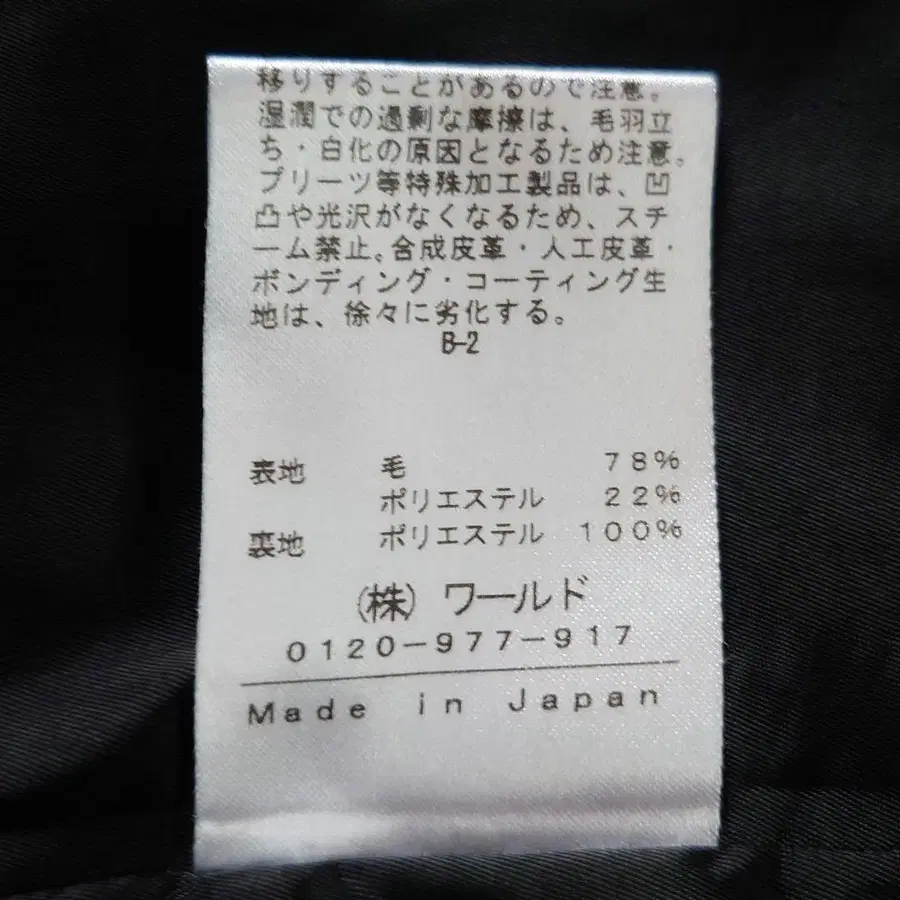 移りすることがあるので注意。
湿潤での過剰な摩擦は、毛羽立
ち・白化の原因となるため注意。
プリーツ等特殊加工製品は、凹
凸や光沢がなくなるため、スチ
ーム禁止。合成皮革・人工皮革・
ボンディング・コーティング生
地は、徐々に劣化する。
B-2
表地 毛 78%
ポリエステル 22%
裏地 ポリエステル 100%
(株) ワールド
0120-977-917
Made in Japan